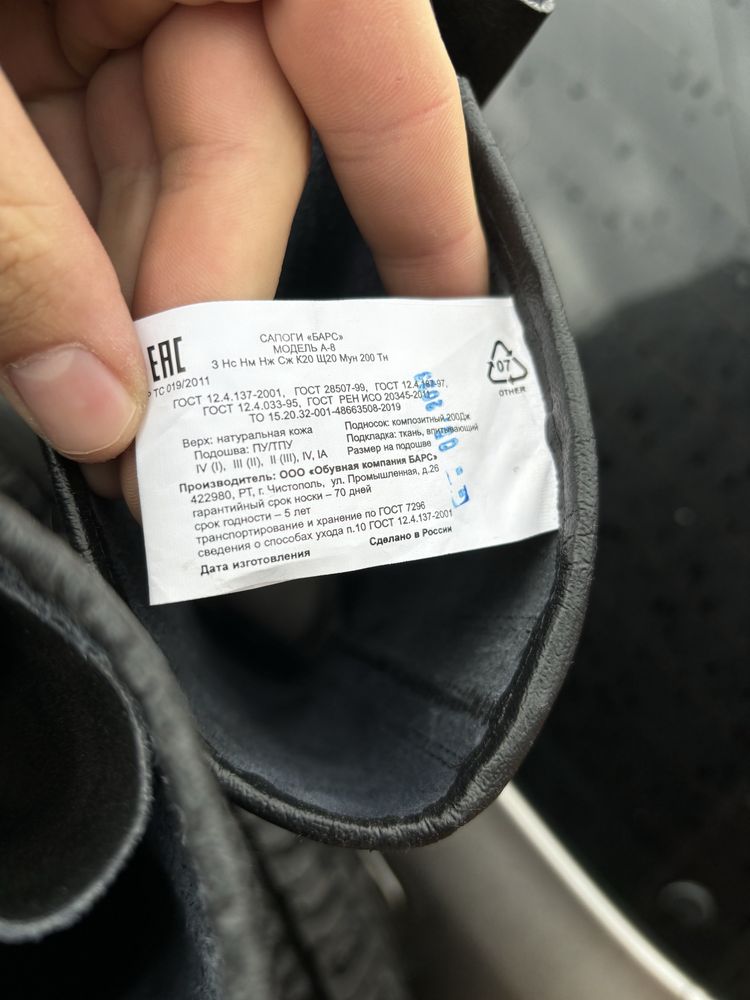 EAC
САПОГИ «БАРС»
МОДЕЛЬ А-8
З Нс Нм Нж Сж К20 Щ20 Мун 200 Тн
ТР ТС 019/2011
ГОСТ 12.4.137-2001, ГОСТ 28507-99, ГОСТ 12.4.187-97,
ГОСТ 12.4.033-95, ГОСТ РЕН ИСО 20345-2011
ТО 15.20.32-001-48663508-2019
07
OTHER
Верх: натуральная кожа
Подошва: ПУ/ТПУ
IV (I), III (II), II (III), IV, IA
Подносок: композитный 200Дж
Подкладка: ткань, впитывающий
Размер на подошве
Производитель: ООО «Обувная компания БАРС»
422980, РТ, г. Чистополь, ул. Промышленная, д.26
гарантийный срок носки – 70 дней
срок годности – 5 лет
транспортирование и хранение по ГОСТ 7296
сведения о способах ухода п.10 ГОСТ 12.4.137-2001
Дата изготовления
Сделано в России